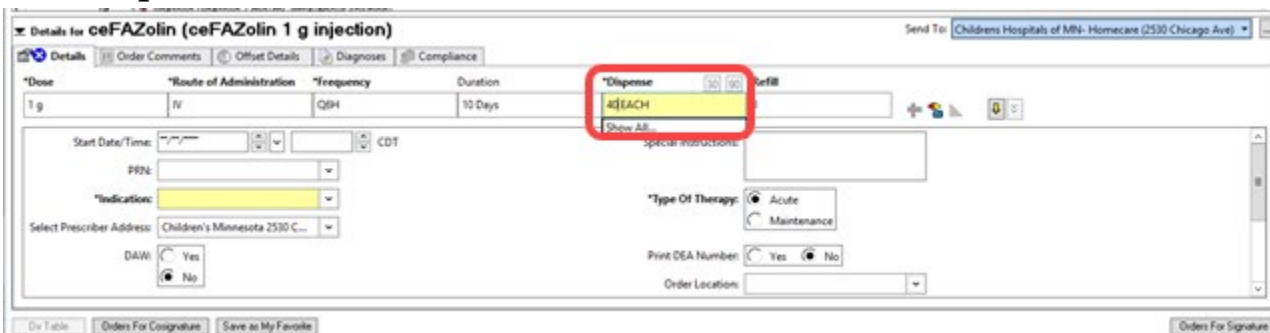 Details for ceFAZolin (ceFAZolin 1 g injection)
Send To: Childrens Hospitals of MN- Homecare (2530 Chicago Ave)
Details Order Comments Offset Details Diagnoses Compliance
*Dose *Route of Administration *Frequency Duration *Dispense 30 90 Refill
1 g IV Q6H 10 Days 40 EACH
Show All...
Start Date/Time: CDT
Special Instructions:
PRN:
*Indication:
*Type Of Therapy: Acute
Maintenance
Select Prescriber Address: Children's Minnesota 2530 C...
DAW: Yes
No
Print DEA Number: Yes No
Order Location:
Dx Table Orders For Cosignature Save as My Favorite Orders For Signature